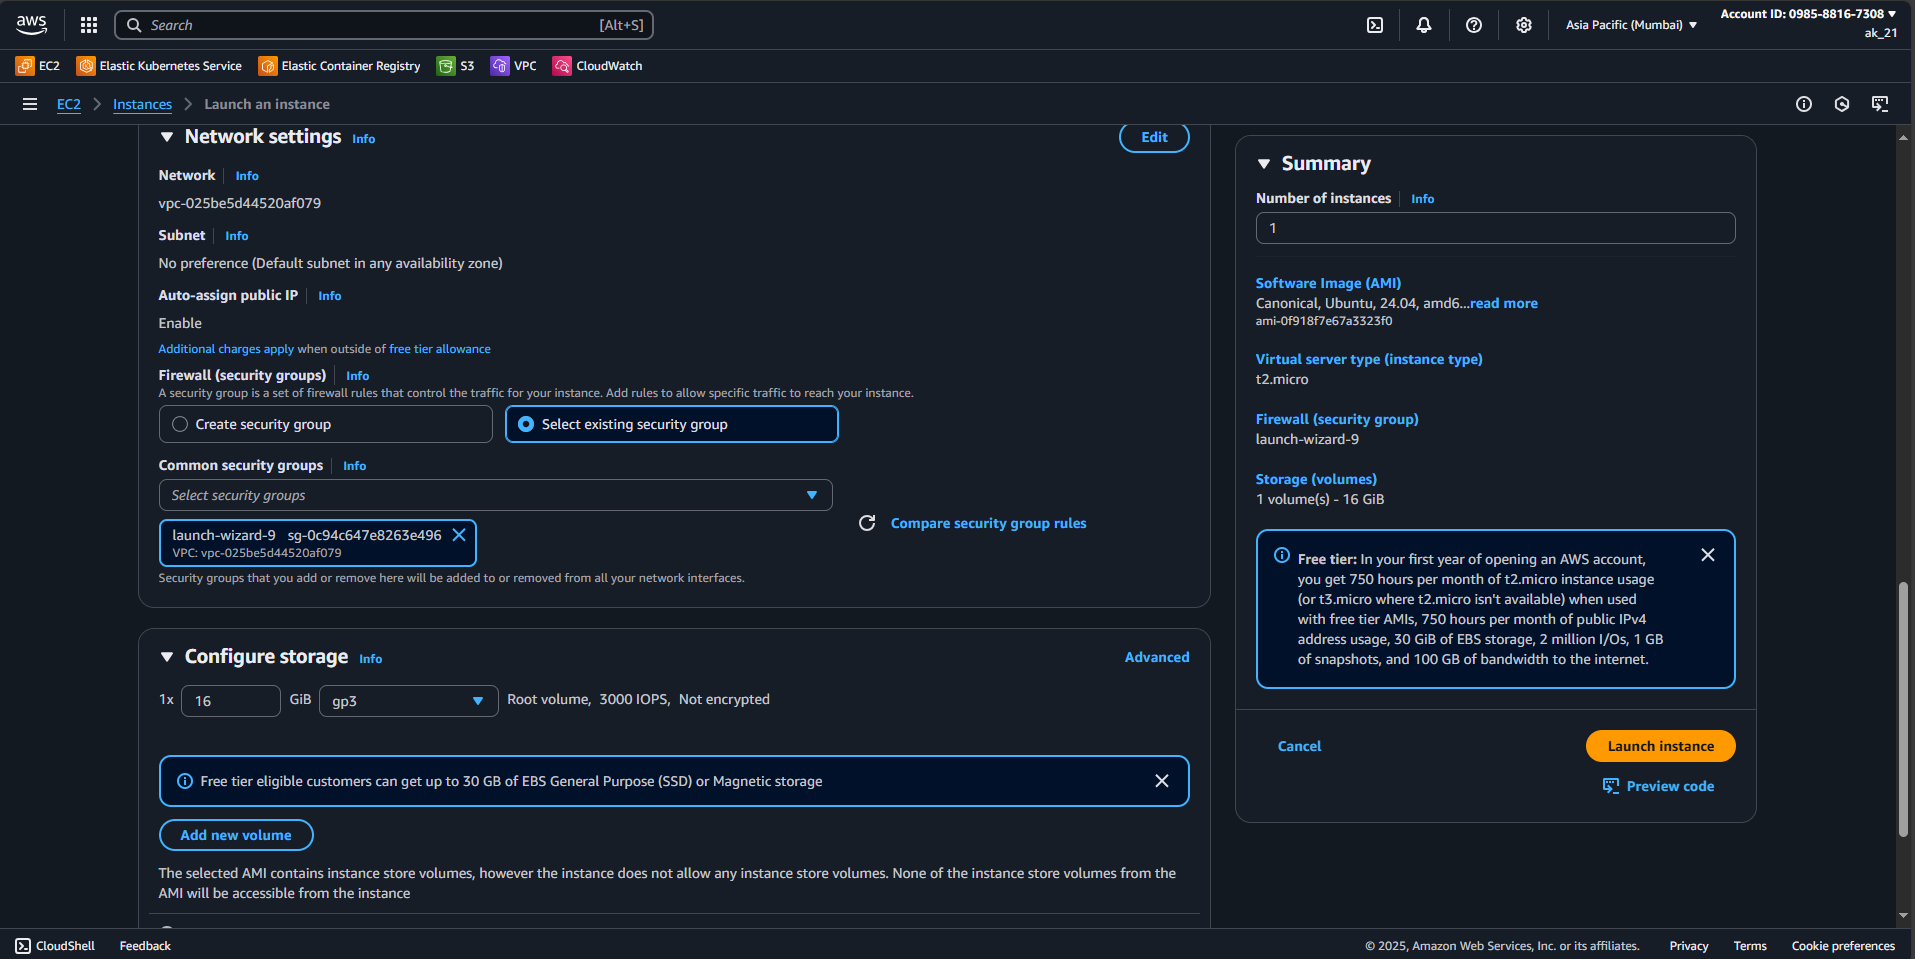 aws
Search
[Alt+S]
Asia Pacific (Mumbai)
Account ID: 0985-8816-7308
ak_21
EC2
Elastic Kubernetes Service
Elastic Container Registry
S3
VPC
CloudWatch
EC2
Instances
Launch an instance
Network settings Info
Edit
Network Info
vpc-025be5d44520af079
Subnet Info
No preference (Default subnet in any availability zone)
Auto-assign public IP Info
Enable
Additional charges apply when outside of free tier allowance
Firewall (security groups) Info
A security group is a set of firewall rules that control the traffic for your instance. Add rules to allow specific traffic to reach your instance.
Create security group
Select existing security group
Common security groups Info
Select security groups
launch-wizard-9 sg-0c94c647e8263e496
VPC: vpc-025be5d44520af079
Compare security group rules
Security groups that you add or remove here will be added to or removed from all your network interfaces.
Configure storage Info
Advanced
1x 16 GiB gp3 Root volume, 3000 IOPS, Not encrypted
Free tier eligible customers can get up to 30 GB of EBS General Purpose (SSD) or Magnetic storage
Add new volume
The selected AMI contains instance store volumes, however the instance does not allow any instance store volumes. None of the instance store volumes from the
AMI will be accessible from the instance
Summary
Number of instances Info
1
Software Image (AMI)
Canonical, Ubuntu, 24.04, amd6...read more
ami-0f918f7e67a3323f0
Virtual server type (instance type)
t2.micro
Firewall (security group)
launch-wizard-9
Storage (volumes)
1 volume(s) - 16 GiB
Free tier: In your first year of opening an AWS account,
you get 750 hours per month of t2.micro instance usage
(or t3.micro where t2.micro isn't available) when used
with free tier AMIs, 750 hours per month of public IPv4
address usage, 30 GiB of EBS storage, 2 million I/Os, 1 GB
of snapshots, and 100 GB of bandwidth to the internet.
Cancel
Launch instance
Preview code
CloudShell
Feedback
© 2025, Amazon Web Services, Inc. or its affiliates.
Privacy
Terms
Cookie preferences